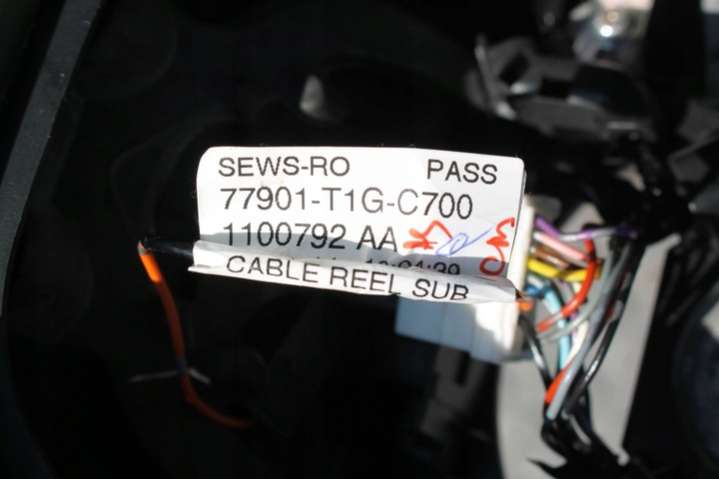 SEWS-RO PASS
77901-T1G-C700
1100792 AA
CABLE REEL SUB